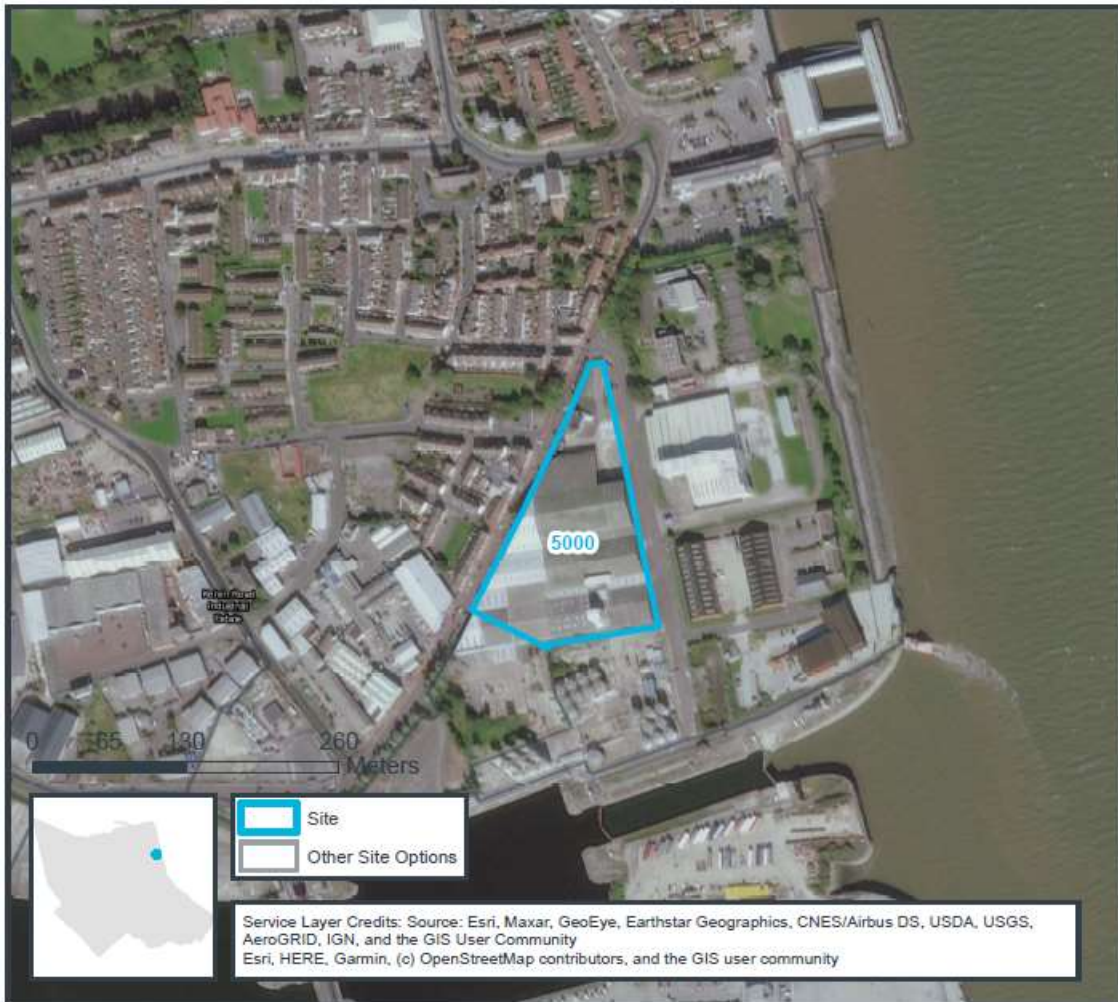 5000
0 65 130 260
Meters
Site
Other Site Options
Service Layer Credits: Source: Esri, Maxar, GeoEye, Earthstar Geographics, CNES/Airbus DS, USDA, USGS,
AeroGRID, IGN, and the GIS User Community
Esri, HERE, Garmin, (c) OpenStreetMap contributors, and the GIS user community